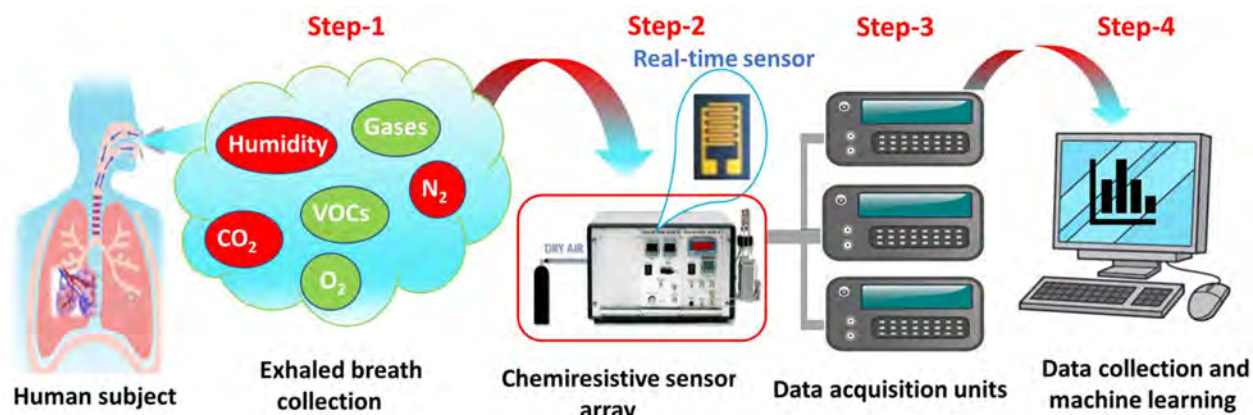 Step-1
Step-2
Step-3
Step-4
Real-time sensor
Humidity
Gases
N₂
VOCs
CO₂
O₂
DRY AIR
Human subject
Exhaled breath
collection
Chemiresistive sensor
array
Data acquisition units
Data collection and
machine learning